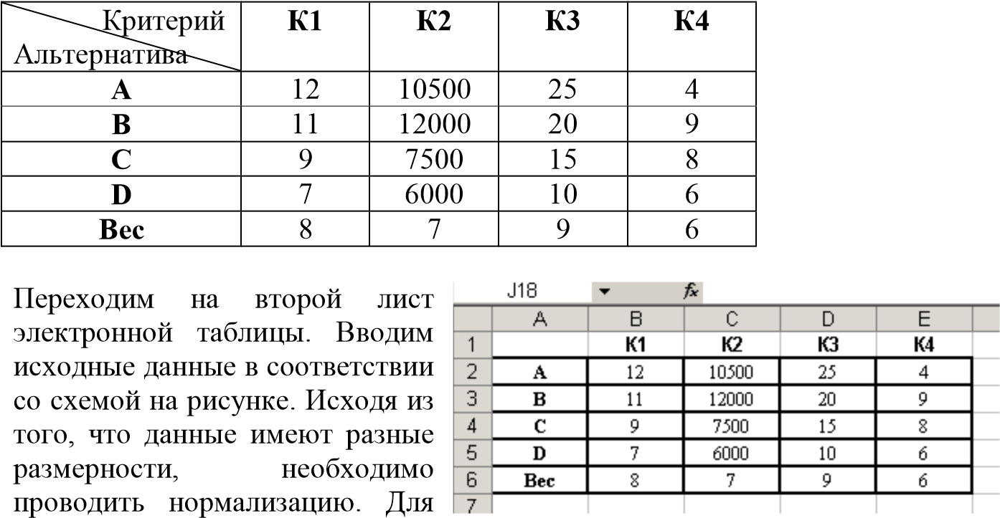 Критерий К1 К2 К3 К4
Альтернатива
A 12 10500 25 4
B 11 12000 20 9
C 9 7500 15 8
D 7 6000 10 6
Вес 8 7 9 6
Переходим на второй лист
электронной таблицы. Вводим
исходные данные в соответствии
со схемой на рисунке. Исходя из
того, что данные имеют разные
размерности, необходимо
проводить нормализацию. Для
J18 fx
A B C D E
1 К1 К2 К3 К4
2 A 12 10500 25 4
3 B 11 12000 20 9
4 C 9 7500 15 8
5 D 7 6000 10 6
6 Вес 8 7 9 6
7